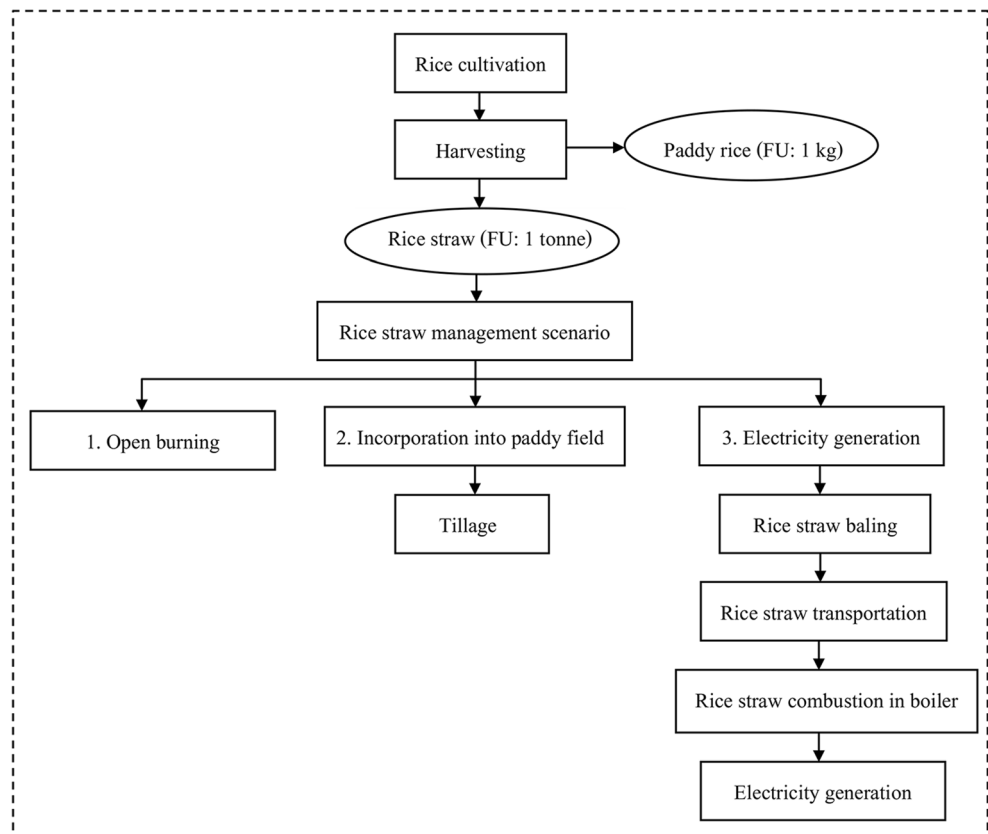 Rice cultivation
Harvesting
Paddy rice (FU: 1 kg)
Rice straw (FU: 1 tonne)
Rice straw management scenario
1. Open burning
2. Incorporation into paddy field
3. Electricity generation
Tillage
Rice straw baling
Rice straw transportation
Rice straw combustion in boiler
Electricity generation